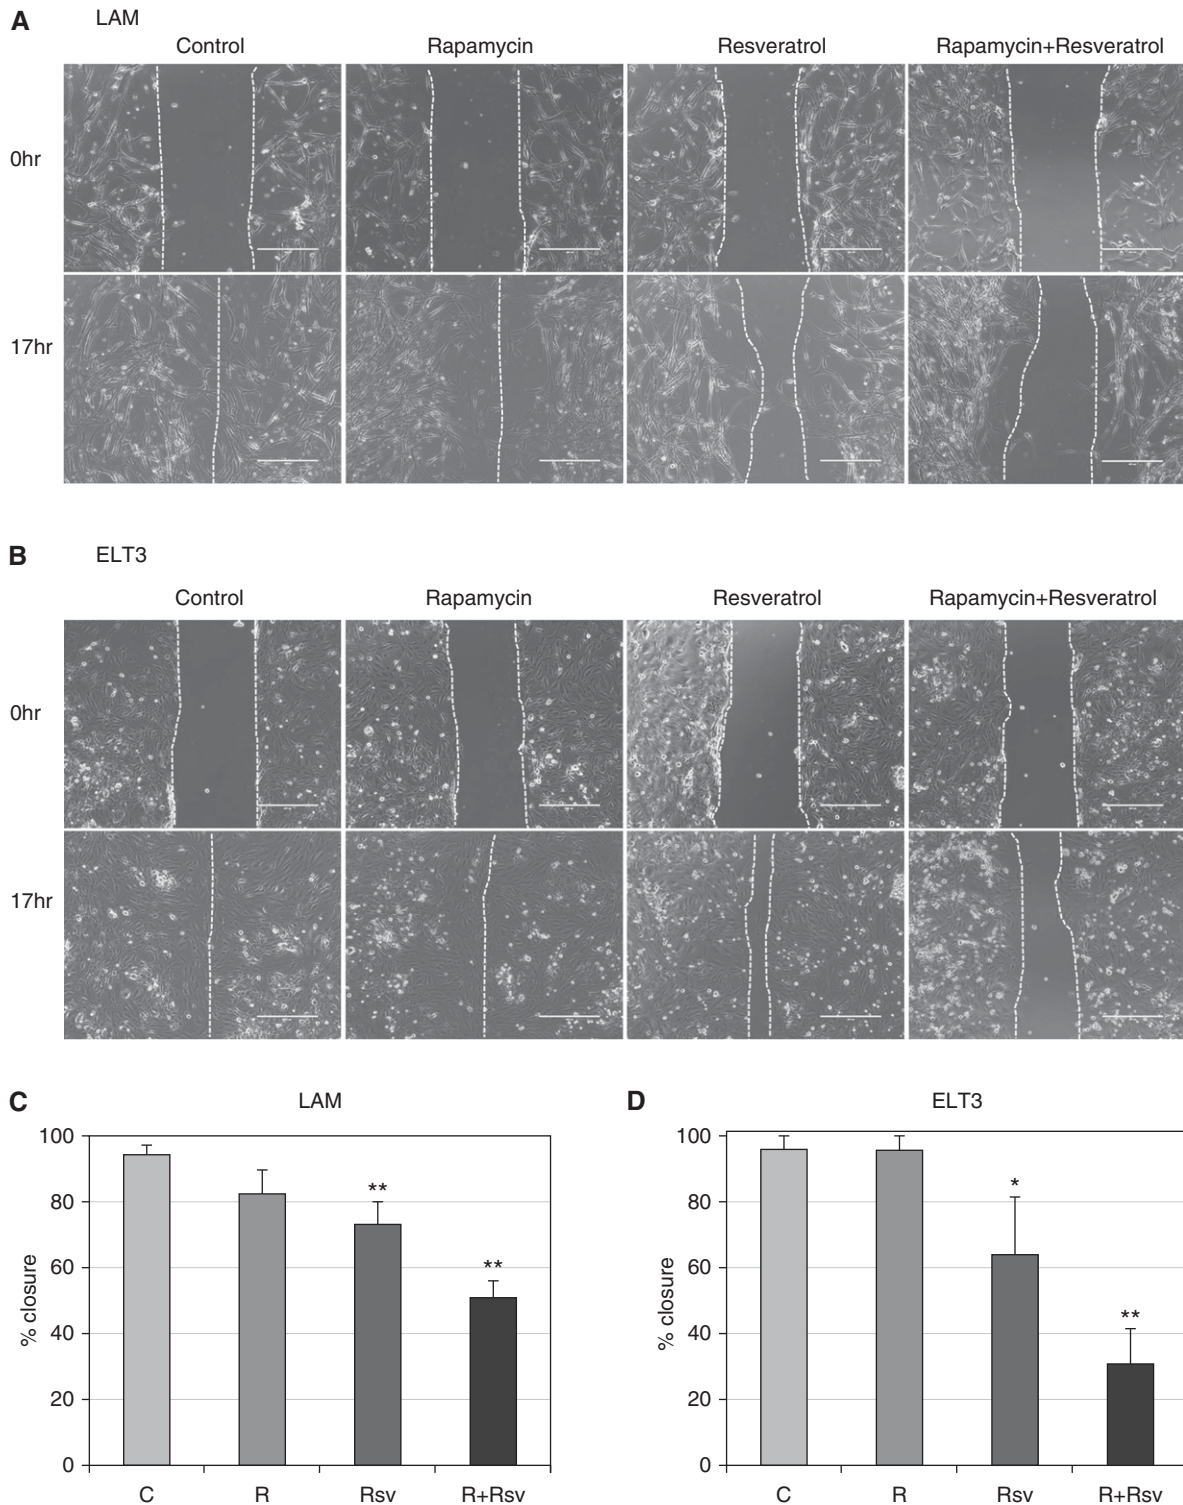 A LAM
Control Rapamycin Resveratrol Rapamycin+Resveratrol
0hr
17hr
B ELT3
Control Rapamycin Resveratrol Rapamycin+Resveratrol
0hr
17hr
C LAM
100
80
60
40
20
0
% closure
**
**
C R Rsv R+Rsv
D ELT3
100
80
60
40
20
0
% closure
*
**
C R Rsv R+Rsv